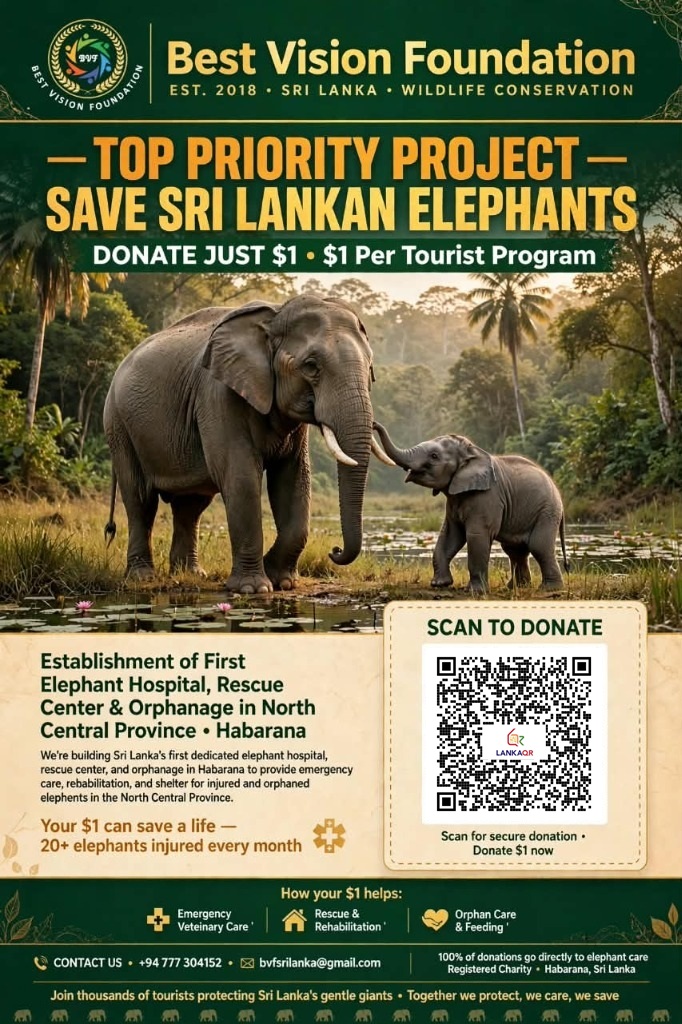 BVF
BEST VISION FOUNDATION
Best Vision Foundation
EST. 2018 • SRI LANKA • WILDLIFE CONSERVATION
— TOP PRIORITY PROJECT —
SAVE SRI LANKAN ELEPHANTS
DONATE JUST $1 • $1 Per Tourist Program
Establishment of First
Elephant Hospital, Rescue
Center & Orphanage in North
Central Province • Habarana
We're building Sri Lanka's first dedicated elephant hospital,
rescue center, and orphanage in Habarana to provide emergency
care, rehabilitation, and shelter for injured and orphaned
elephants in the North Central Province.
Your $1 can save a life —
20+ elephants injured every month
SCAN TO DONATE
LANKAQR
Scan for secure donation •
Donate $1 now
How your $1 helps:
Emergency
Veterinary Care '
Rescue &
Rehabilitation '
Orphan Care
& Feeding '
CONTACT US • +94 777 304152 • bvfsrilanka@gmail.com
100% of donations go directly to elephant care
Registered Charity • Habarana, Sri Lanka
Join thousands of tourists protecting Sri Lanka's gentle giants • Together we protect, we care, we save